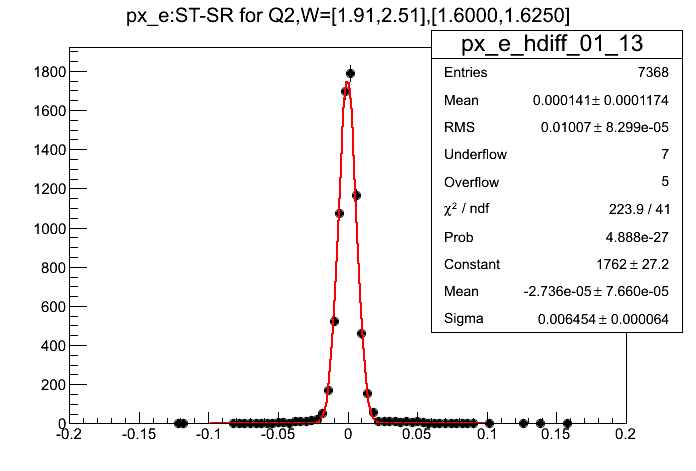 px_e:ST-SR for Q2,W=[1.91,2.51],[1.6000,1.6250]
px_e_hdiff_01_13
Entries 7368
Mean 0.000141± 0.0001174
RMS 0.01007 ± 8.299e-05
Underflow 7
Overflow 5
χ² / ndf 223.9 / 41
Prob 4.888e-27
Constant 1762 ± 27.2
Mean -2.736e-05 ± 7.660e-05
Sigma 0.006454 ± 0.000064
1800
1600
1400
1200
1000
800
600
400
200
0
-0.2 -0.15 -0.1 -0.05 0 0.05 0.1 0.15 0.2